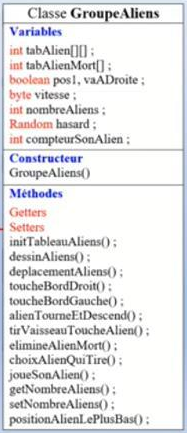 Classe GroupeAliens
Variables
int tabAlien[][] ;
int tabAlienMort[] ;
boolean pos1, vaADroite ;
byte vitesse ;
int nombreAliens ;
Random hasard ;
int compteurSonAlien ;
Constructeur
GroupeAliens()
Méthodes
Getters
Setters
initTableauAliens() ;
dessinAliens() ;
deplacementAliens() ;
toucheBordDroit() ;
toucheBordGauche() ;
alienTourneEtDescend() ;
tirVaisseauToucheAlien() ;
elimineAlienMort() ;
choixAlienQuiTire() ;
joueSonAlien() ;
getNombreAliens() ;
setNombreAliens() ;
positionAlienLePlusBas() ;